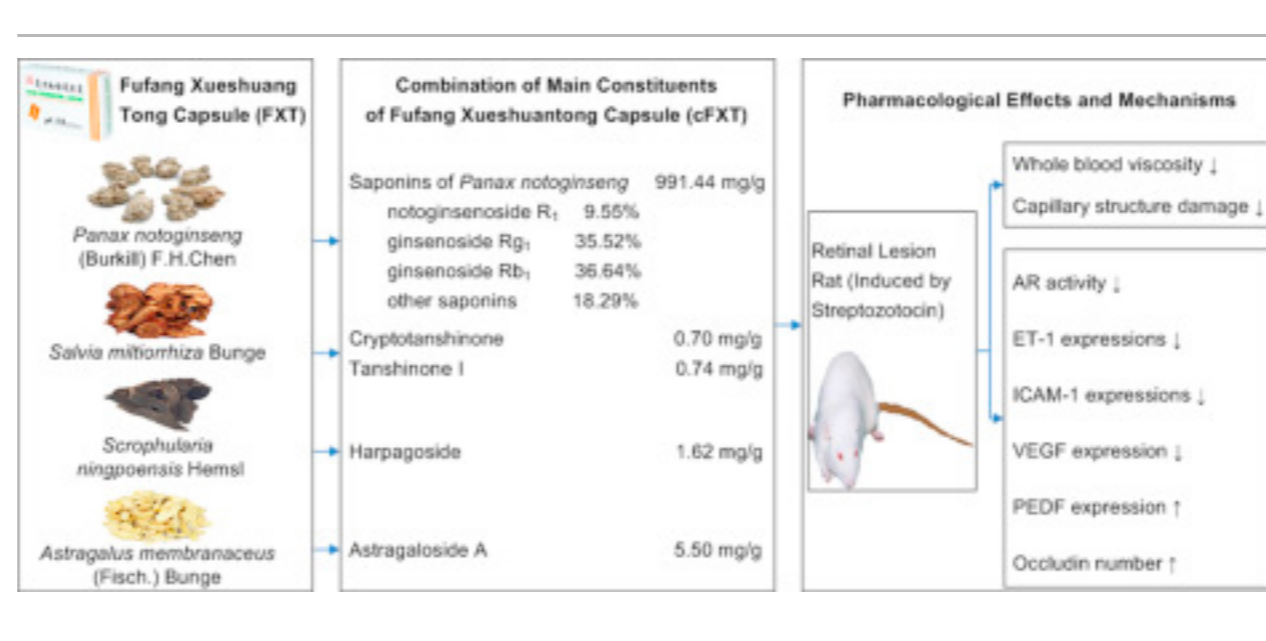 Fufang Xueshuang
Tong Capsule (FXT)
Panax notoginseng
(Burkill) F.H.Chen
Salvia miltiorrhiza Bunge
Scrophularia
ningpoensis Hemsl
Astragalus membranaceus
(Fisch.) Bunge
Combination of Main Constituents
of Fufang Xueshuantong Capsule (cFXT)
Saponins of Panax notoginseng 991.44 mg/g
notoginsenoside R₁ 9.55%
ginsenoside Rg₁ 35.52%
ginsenoside Rb₁ 36.64%
other saponins 18.29%
Cryptotanshinone 0.70 mg/g
Tanshinone I 0.74 mg/g
Harpagoside 1.62 mg/g
Astragaloside A 5.50 mg/g
Pharmacological Effects and Mechanisms
Retinal Lesion
Rat (Induced by
Streptozotocin)
Whole blood viscosity ↓
Capillary structure damage ↓
AR activity ↓
ET-1 expressions ↓
ICAM-1 expressions ↓
VEGF expression ↓
PEDF expression ↑
Occludin number ↑